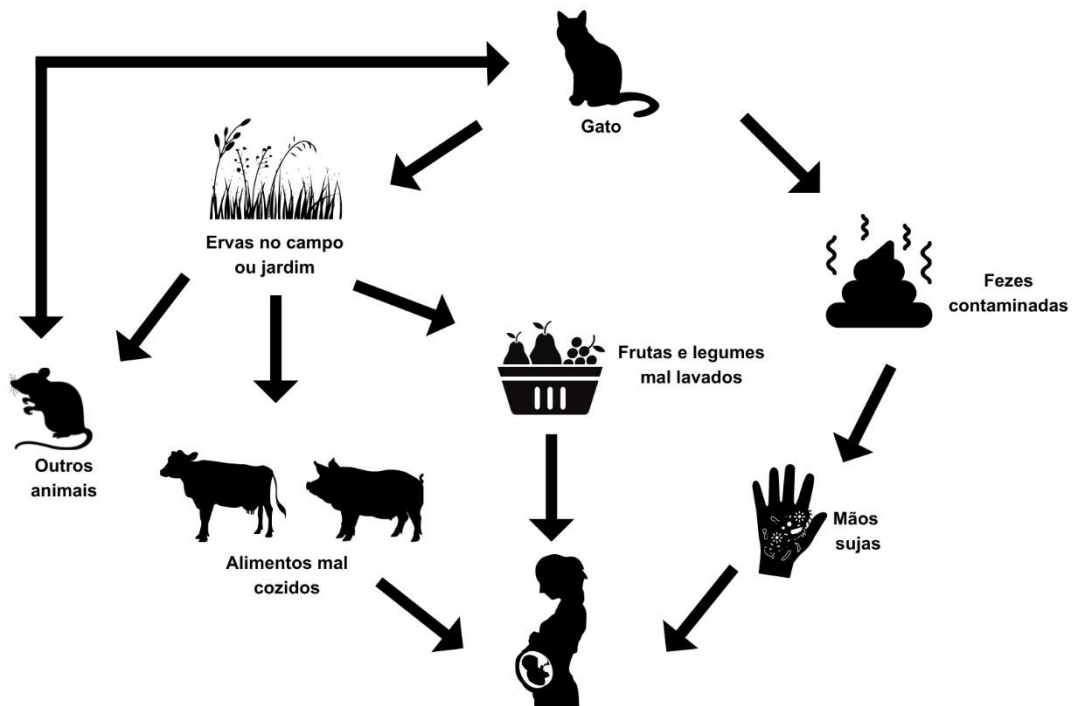 Gato
Ervas no campo
ou jardim
Fezes
contaminadas
Frutas e legumes
mal lavados
Outros
animais
Mãos
sujas
Alimentos mal
cozidos